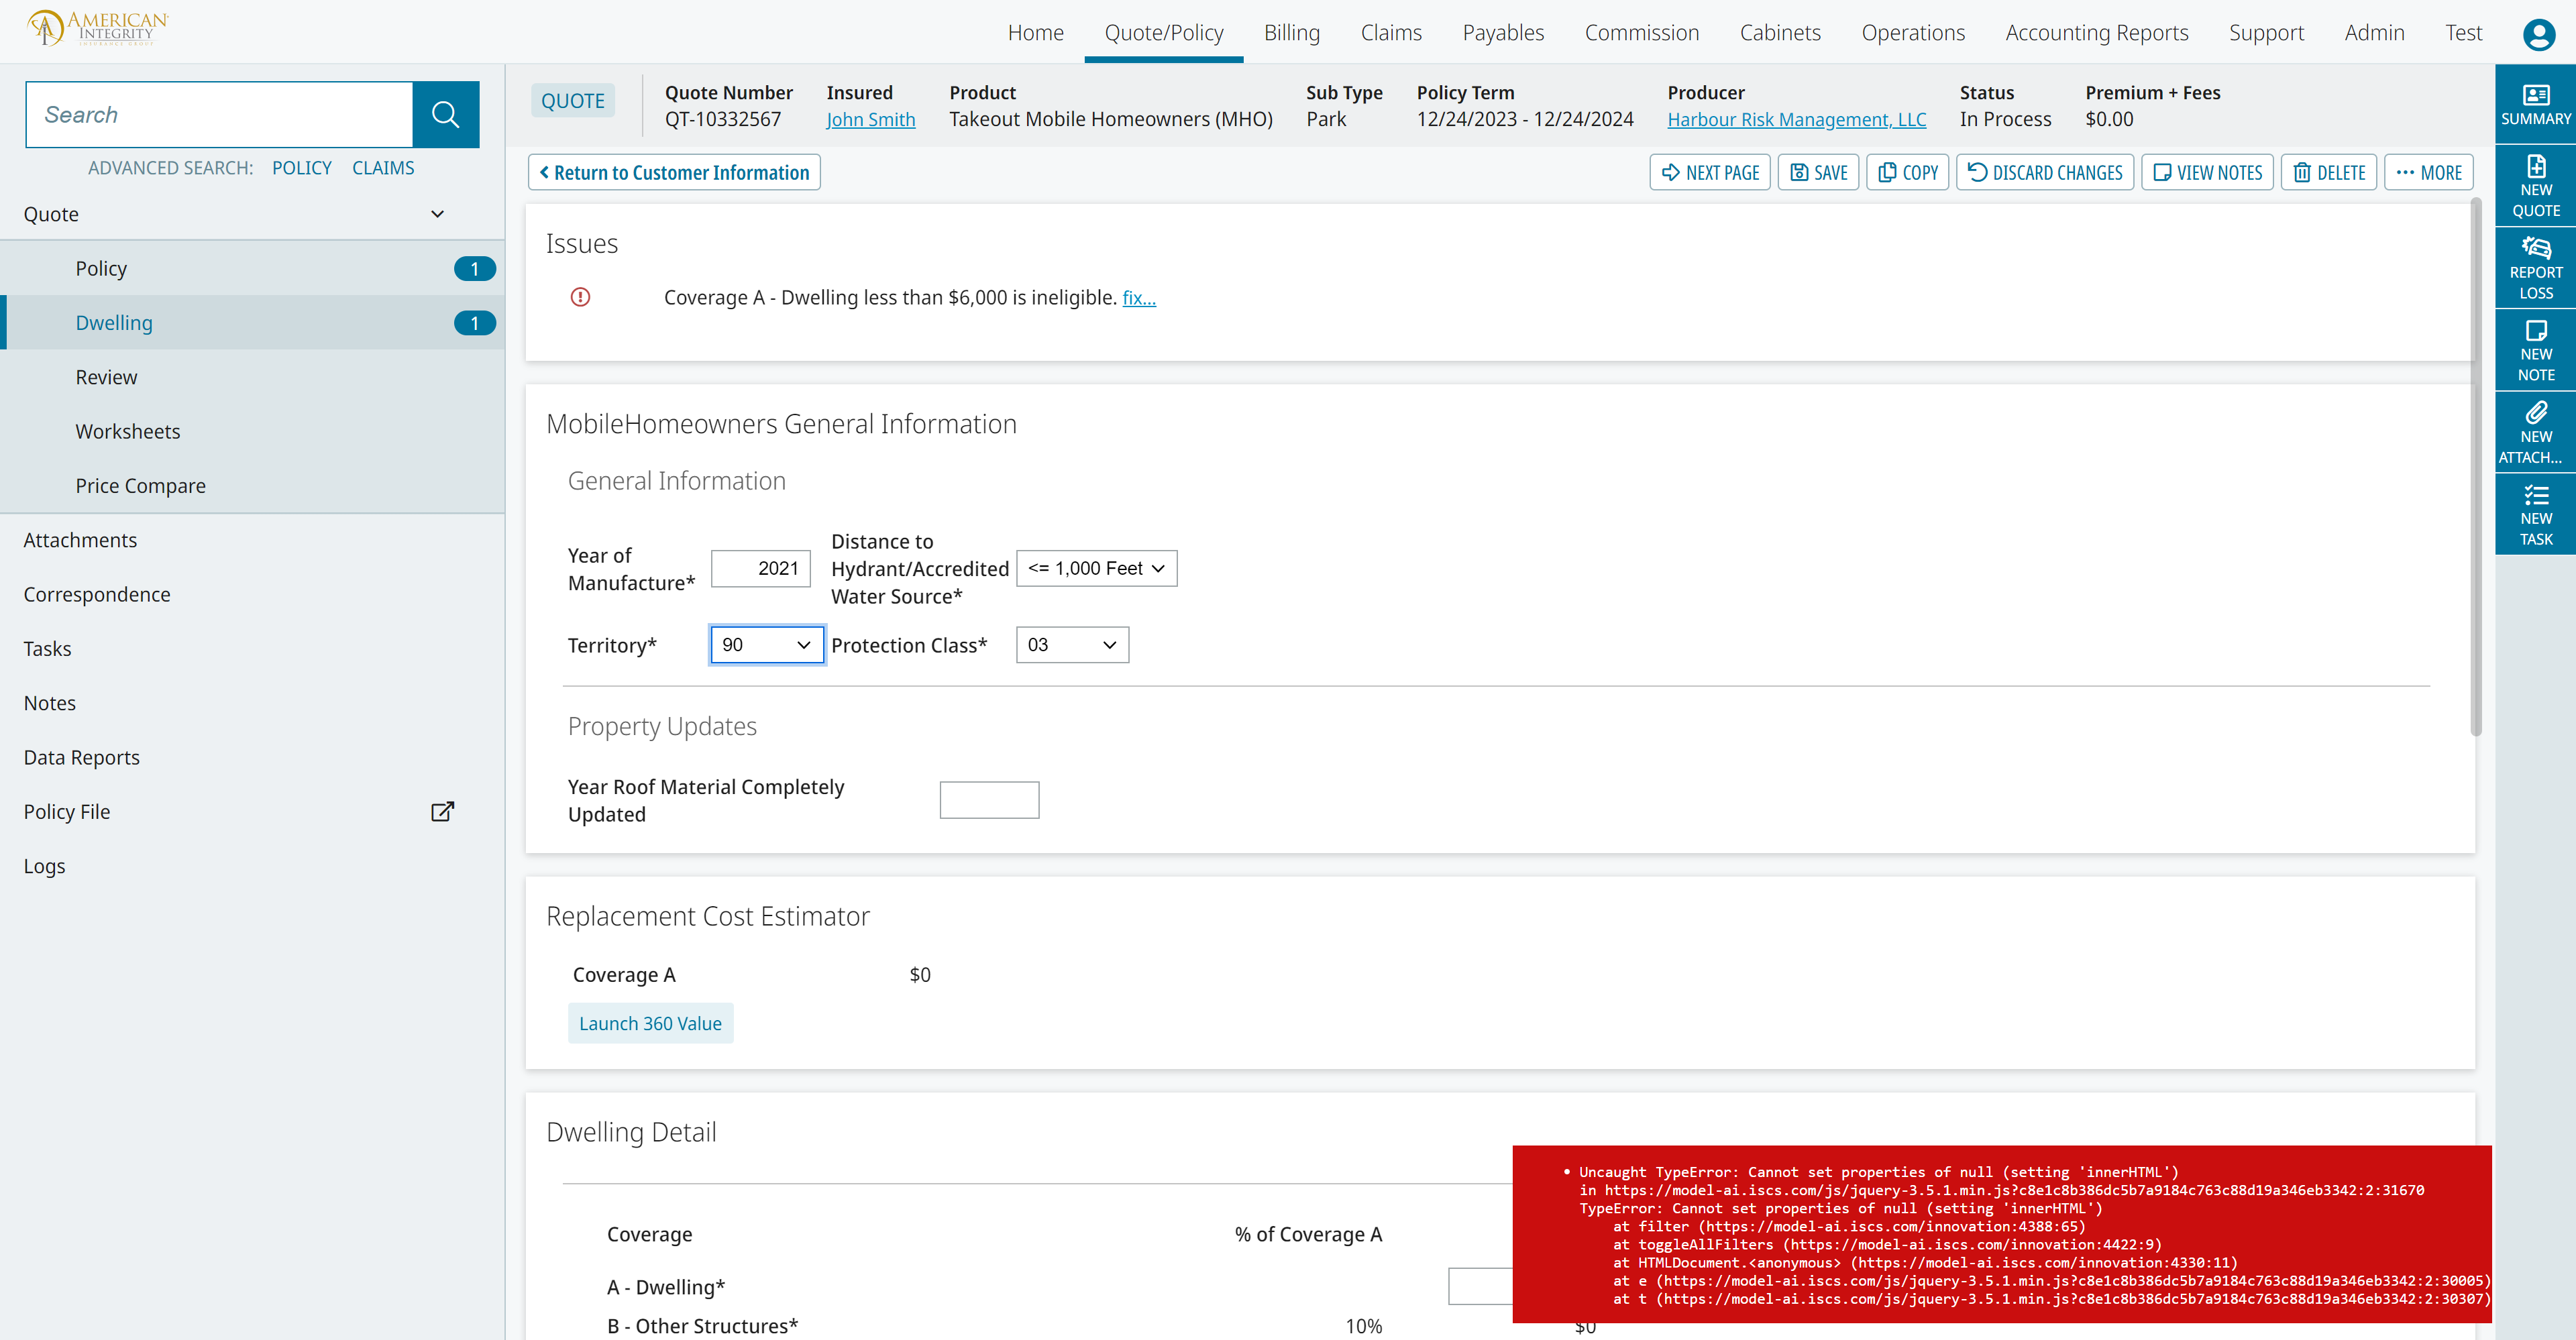 AMERICAN
INTEGRITY
INSURANCE GROUP
Home Quote/Policy Billing Claims Payables Commission Cabinets Operations Accounting Reports Support Admin Test
Search
ADVANCED SEARCH: POLICY CLAIMS
Quote
Policy 1
Dwelling 1
Review
Worksheets
Price Compare
Attachments
Correspondence
Tasks
Notes
Data Reports
Policy File
Logs
QUOTE
Quote Number Insured Product Sub Type Policy Term Producer Status Premium + Fees
QT-10332567 John Smith Takeout Mobile Homeowners (MHO) Park 12/24/2023 - 12/24/2024 Harbour Risk Management, LLC In Process $0.00
Return to Customer Information NEXT PAGE SAVE COPY DISCARD CHANGES VIEW NOTES DELETE MORE
Issues
Coverage A - Dwelling less than $6,000 is ineligible. fix...
MobileHomeowners General Information
General Information
Year of
Manufacture* 2021
Distance to
Hydrant/Accredited
Water Source* <= 1,000 Feet
Territory* 90 Protection Class* 03
Property Updates
Year Roof Material Completely
Updated
Replacement Cost Estimator
Coverage A $0
Launch 360 Value
Dwelling Detail
Coverage % of Coverage A
A - Dwelling*
B - Other Structures* 10% $0
• Uncaught TypeError: Cannot set properties of null (setting 'innerHTML')
in https://model-ai.iscs.com/js/jquery-3.5.1.min.js?c8e1c8b386dc5b7a9184c763c88d19a346eb3342:2:31670
TypeError: Cannot set properties of null (setting 'innerHTML')
at filter (https://model-ai.iscs.com/innovation:4388:65)
at toggleAllFilters (https://model-ai.iscs.com/innovation:4422:9)
at HTMLDocument.<anonymous> (https://model-ai.iscs.com/innovation:4330:11)
at e (https://model-ai.iscs.com/js/jquery-3.5.1.min.js?c8e1c8b386dc5b7a9184c763c88d19a346eb3342:2:30005)
at t (https://model-ai.iscs.com/js/jquery-3.5.1.min.js?c8e1c8b386dc5b7a9184c763c88d19a346eb3342:2:30307)
SUMMARY
NEW
QUOTE
REPORT
LOSS
NEW
NOTE
NEW
ATTACH...
NEW
TASK